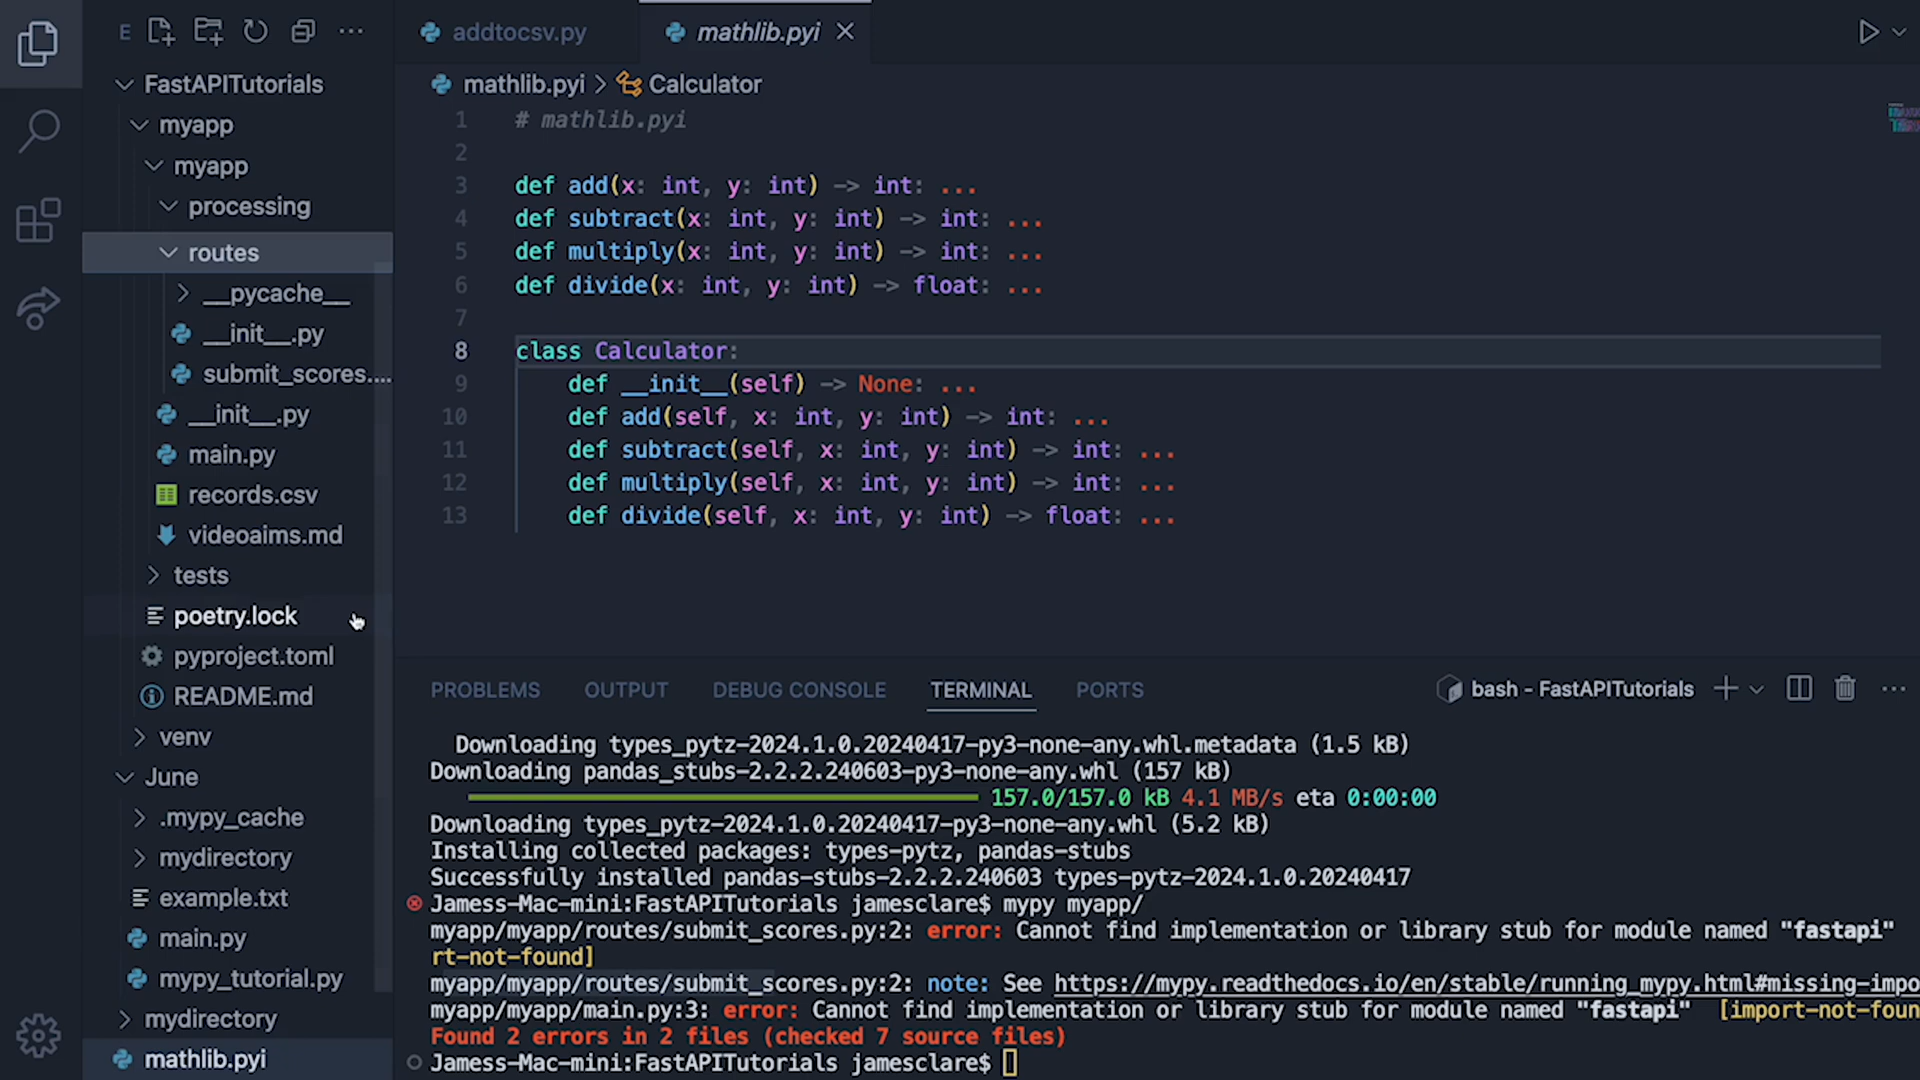 E
FastAPITutorials
myapp
myapp
processing
routes
__pycache__
__init__.py
submit_scores....
__init__.py
main.py
records.csv
videoaims.md
tests
poetry.lock
pyproject.toml
README.md
venv
June
.mypy_cache
mydirectory
example.txt
main.py
mypy_tutorial.py
mydirectory
mathlib.pyi
addtocsv.py
mathlib.pyi
mathlib.pyi > Calculator
1 # mathlib.pyi
2
3 def add(x: int, y: int) -> int: ...
4 def subtract(x: int, y: int) -> int: ...
5 def multiply(x: int, y: int) -> int: ...
6 def divide(x: int, y: int) -> float: ...
7
8 class Calculator:
9 def __init__(self) -> None: ...
10 def add(self, x: int, y: int) -> int: ...
11 def subtract(self, x: int, y: int) -> int: ...
12 def multiply(self, x: int, y: int) -> int: ...
13 def divide(self, x: int, y: int) -> float: ...
PROBLEMS OUTPUT DEBUG CONSOLE TERMINAL PORTS bash - FastAPITutorials
Downloading types_pytz-2024.1.0.20240417-py3-none-any.whl.metadata (1.5 kB)
Downloading pandas_stubs-2.2.2.240603-py3-none-any.whl (157 kB)
157.0/157.0 kB 4.1 MB/s eta 0:00:00
Downloading types_pytz-2024.1.0.20240417-py3-none-any.whl (5.2 kB)
Installing collected packages: types-pytz, pandas-stubs
Successfully installed pandas-stubs-2.2.2.240603 types-pytz-2024.1.0.20240417
Jamess-Mac-mini:FastAPITutorials jamesclare$ mypy myapp/
myapp/myapp/routes/submit_scores.py:2: error: Cannot find implementation or library stub for module named "fastapi"
rt-not-found]
myapp/myapp/routes/submit_scores.py:2: note: See https://mypy.readthedocs.io/en/stable/running_mypy.html#missing-impo
myapp/myapp/main.py:3: error: Cannot find implementation or library stub for module named "fastapi" [import-not-foun
Found 2 errors in 2 files (checked 7 source files)
Jamess-Mac-mini:FastAPITutorials jamesclare$